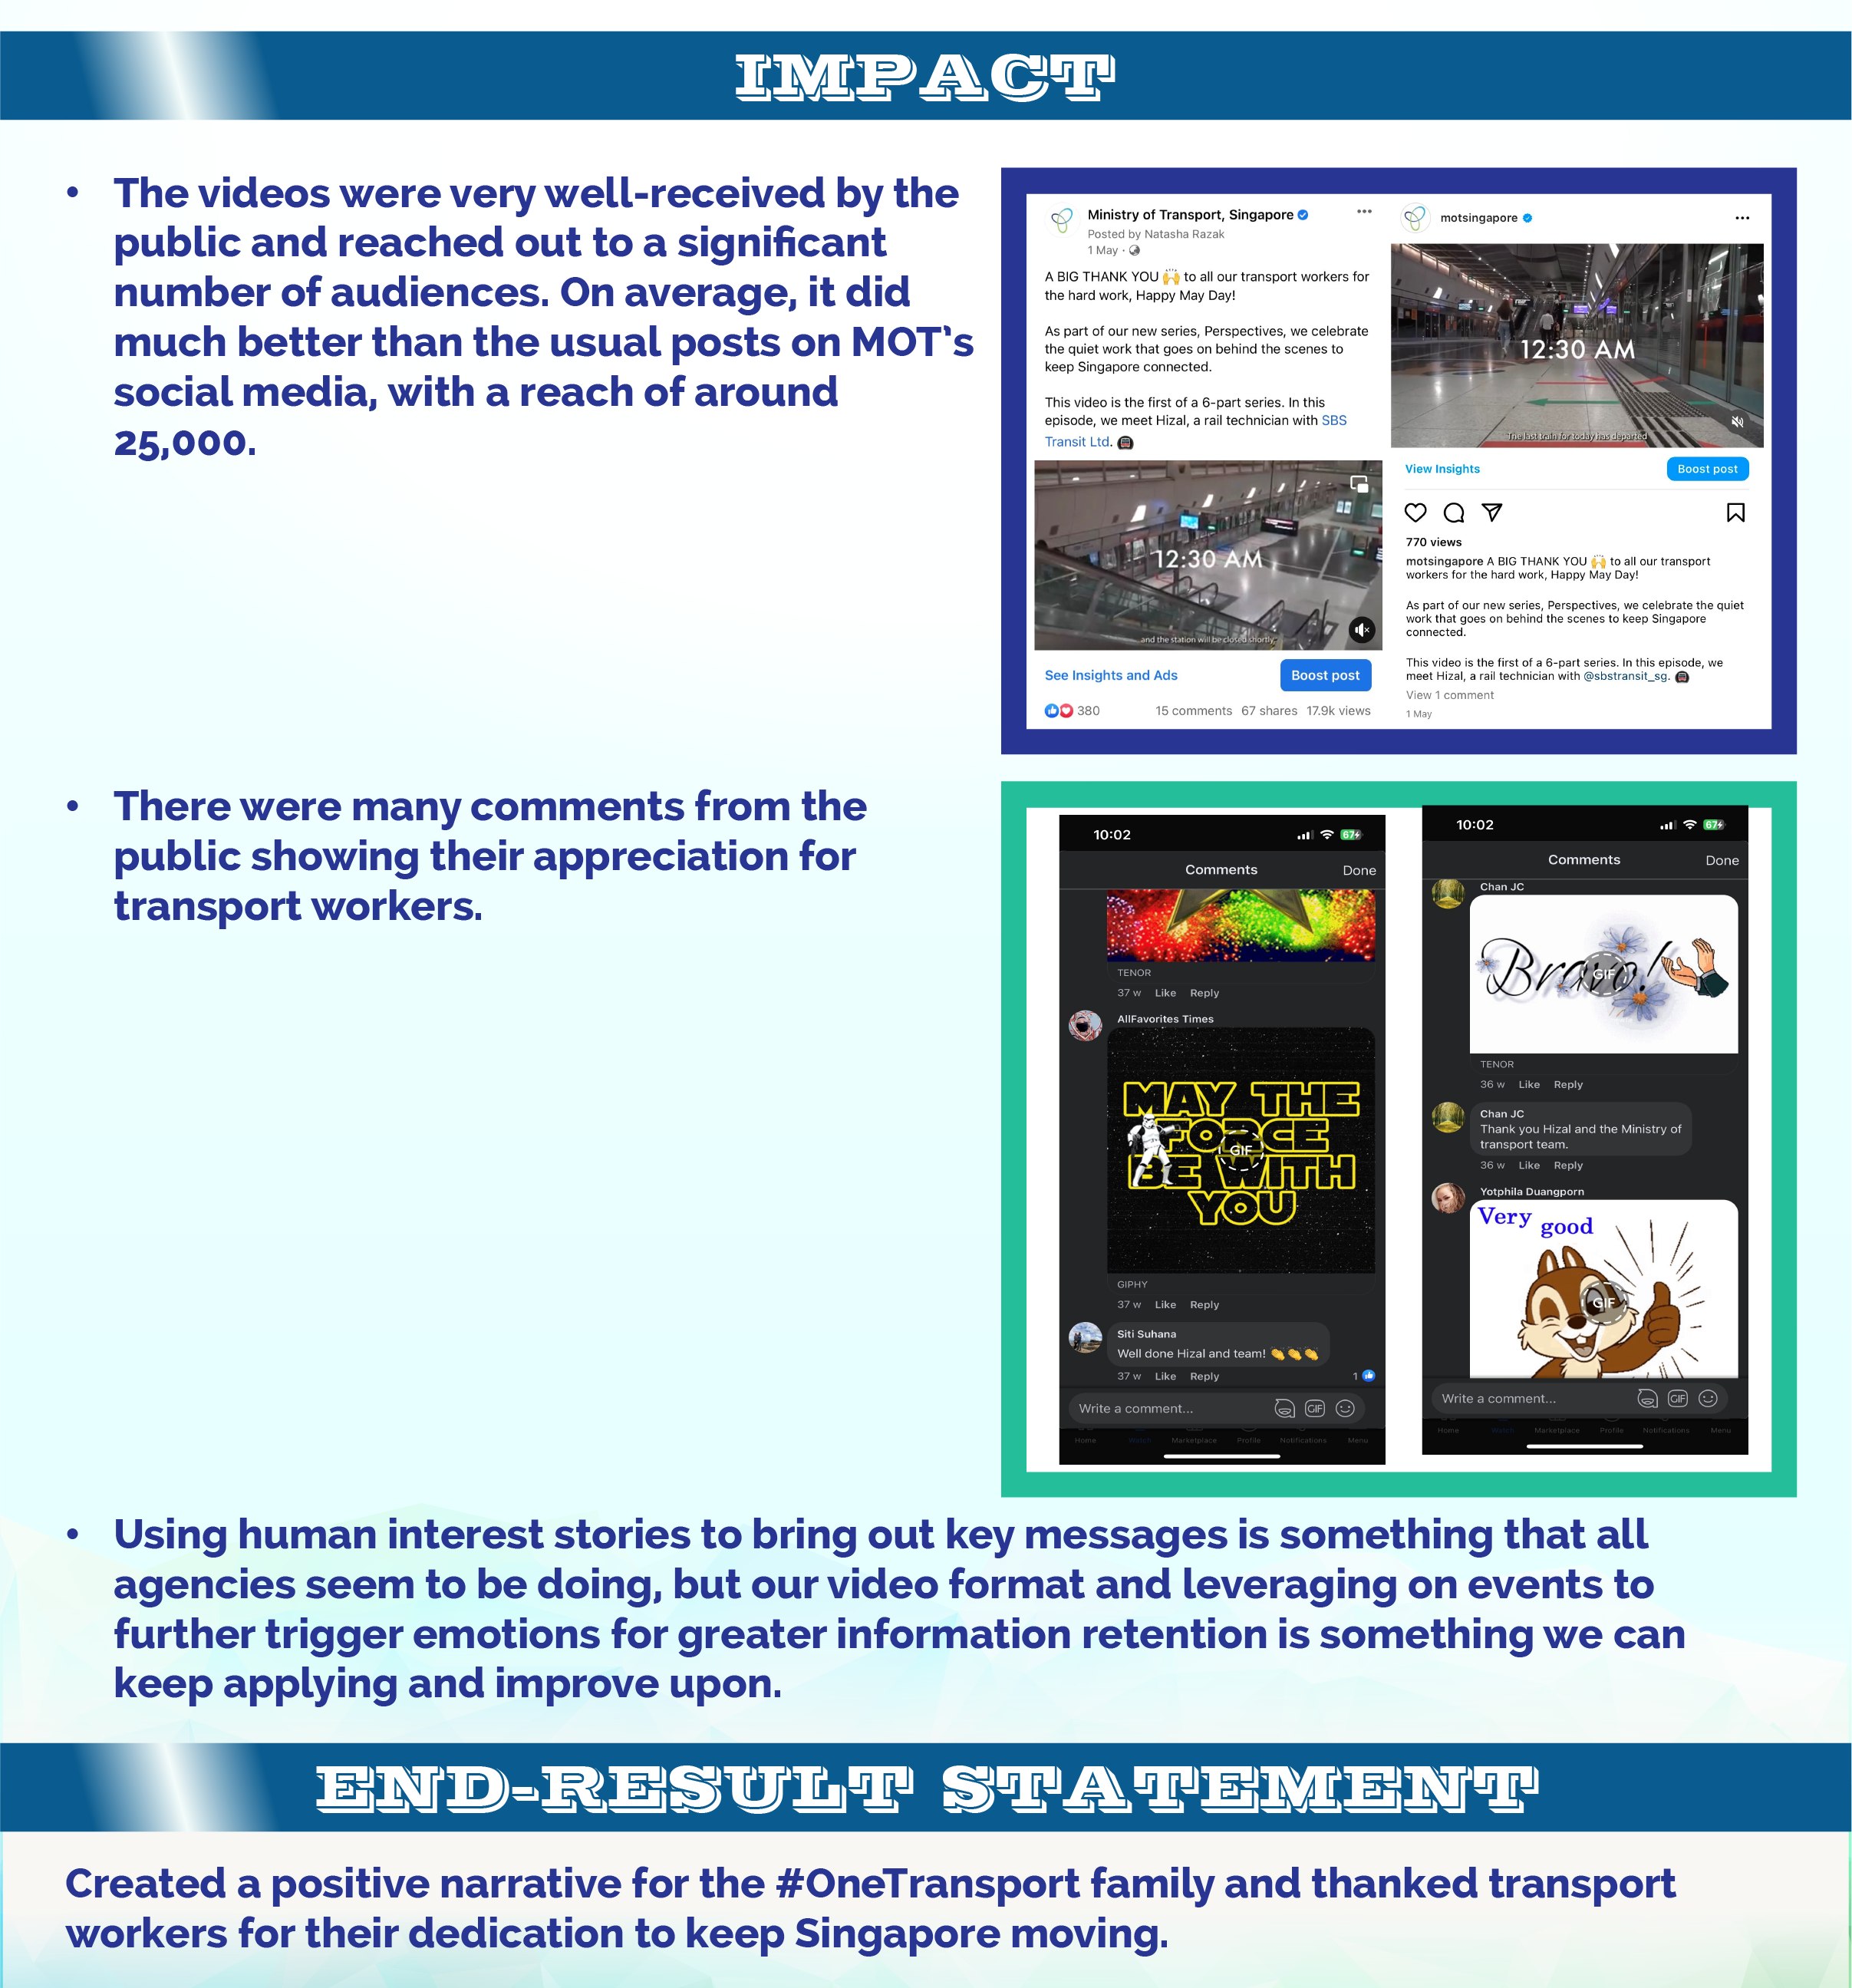 IMPACT
• The videos were very well-received by the
public and reached out to a significant
number of audiences. On average, it did
much better than the usual posts on MOT's
social media, with a reach of around
25,000.
Ministry of Transport, Singapore
Posted by Natasha Razak
1 May ·
A BIG THANK YOU 🙌 to all our transport workers for
the hard work, Happy May Day!
As part of our new series, Perspectives, we celebrate
the quiet work that goes on behind the scenes to
keep Singapore connected.
This video is the first of a 6-part series. In this
episode, we meet Hizal, a rail technician with SBS
Transit Ltd. 🚇
12:30 AM
and the station will be closed shortly.
See Insights and Ads
Boost post
380
15 comments 67 shares 17.9k views
motsingapore
12:30 AM
The last train for today has departed
View Insights
Boost post
770 views
motsingapore A BIG THANK YOU 🙌 to all our transport
workers for the hard work, Happy May Day!
As part of our new series, Perspectives, we celebrate the quiet
work that goes on behind the scenes to keep Singapore
connected.
This video is the first of a 6-part series. In this episode, we
meet Hizal, a rail technician with @sbstransit_sg. 🚇
View 1 comment
1 May
• There were many comments from the
public showing their appreciation for
transport workers.
10:02
67
Comments
Done
TENOR
37 w Like Reply
AllFavorites Times
MAY THE
FORCE
BE WITH
YOU
GIF
GIPHY
37 w Like Reply
Siti Suhana
Well done Hizal and team! 👏👏👏
37 w Like Reply
1
Write a comment...
GIF
Home Watch Marketplace Profile Notifications Menu
10:02
67
Comments
Done
Chan JC
Bravo!
GIF
TENOR
36 w Like Reply
Chan JC
Thank you Hizal and the Ministry of
transport team.
36 w Like Reply
Yotphila Duangporn
Very good
GIF
Write a comment...
GIF
Home Watch Marketplace Profile Notifications Menu
• Using human interest stories to bring out key messages is something that all
agencies seem to be doing, but our video format and leveraging on events to
further trigger emotions for greater information retention is something we can
keep applying and improve upon.
END-RESULT STATEMENT
Created a positive narrative for the #OneTransport family and thanked transport
workers for their dedication to keep Singapore moving.